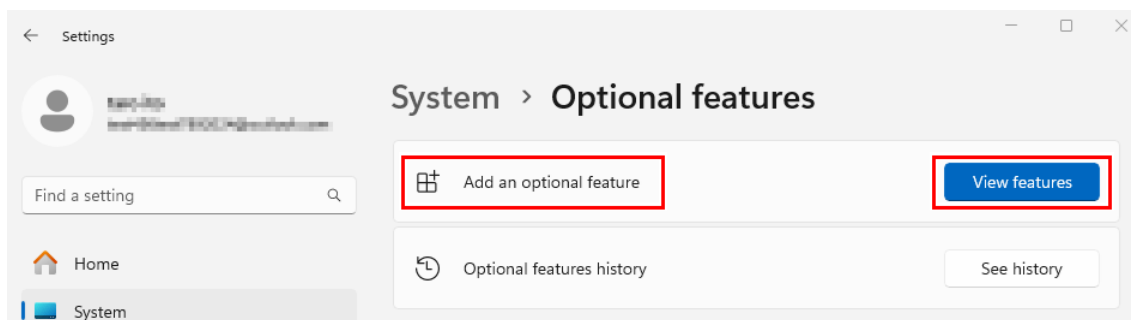 Settings
System > Optional features
Add an optional feature
View features
Find a setting
Home
Optional features history
See history
System